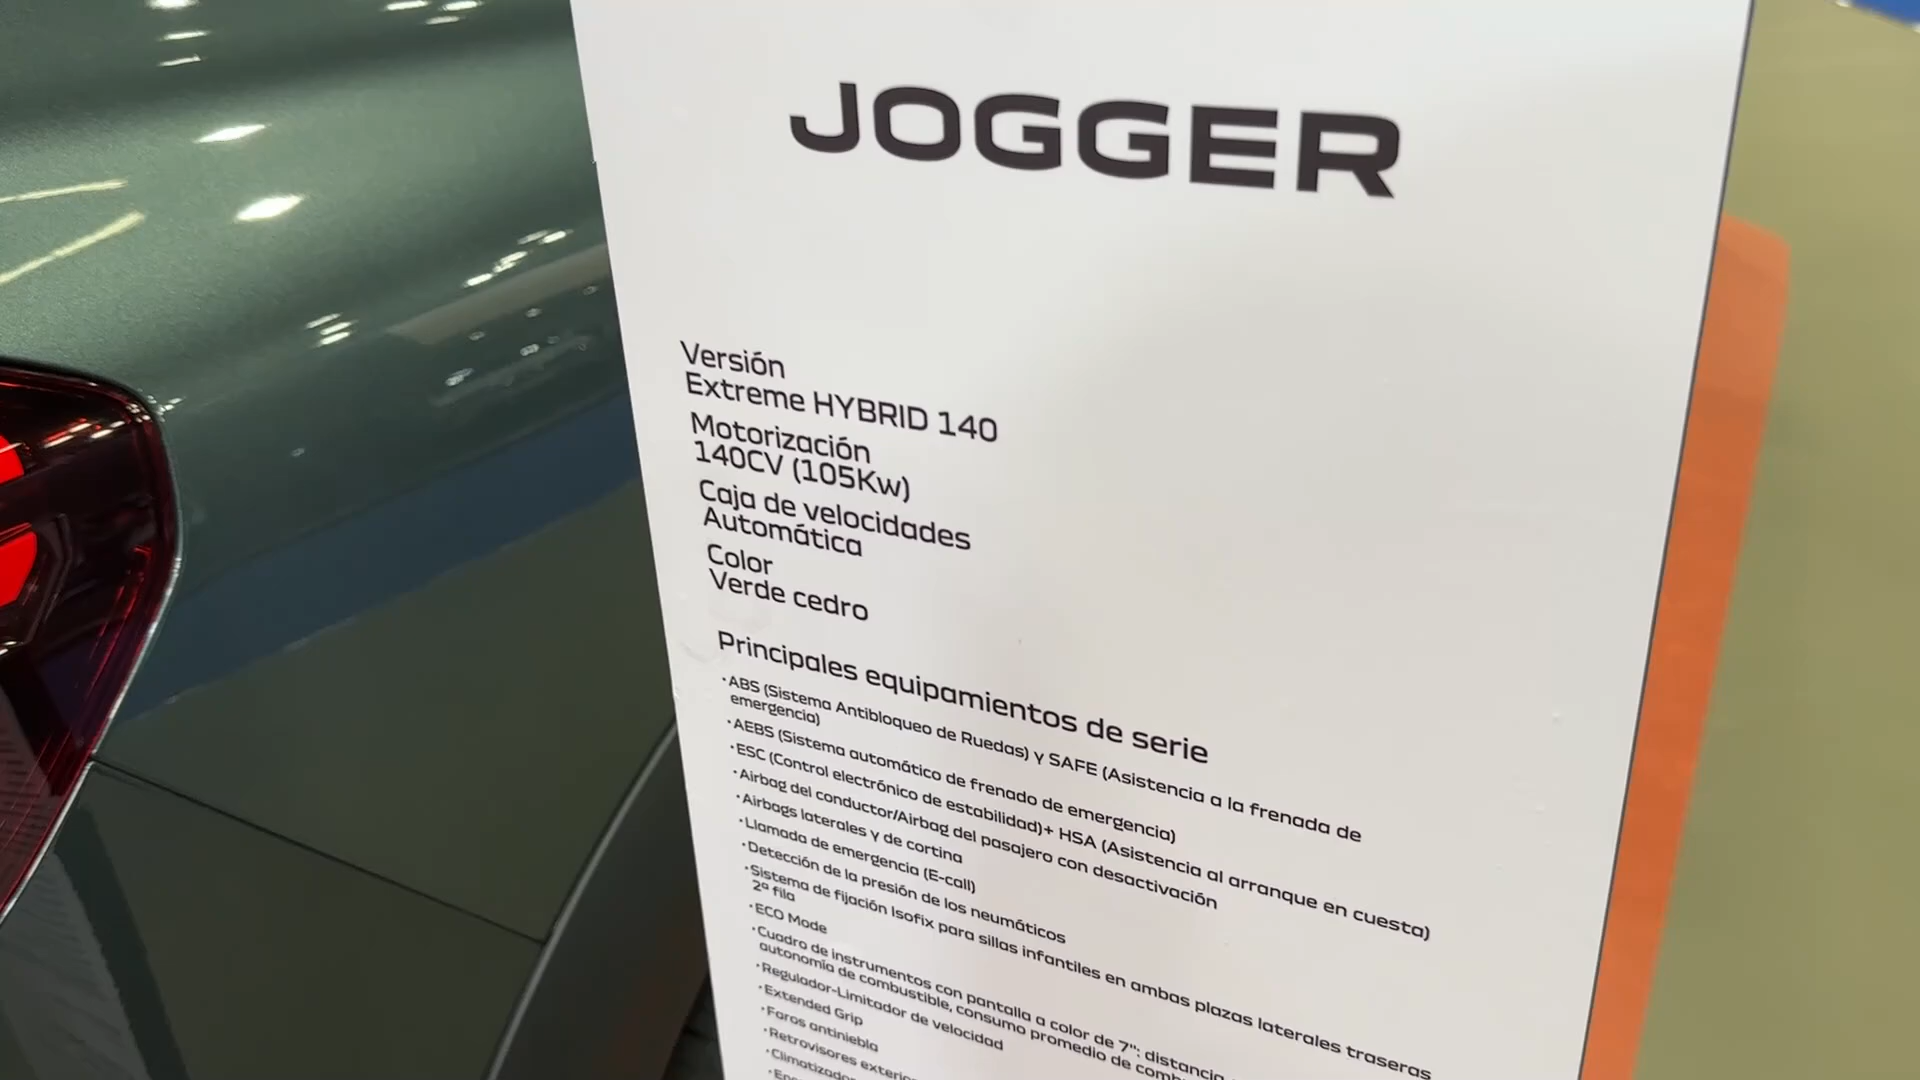 JOGGER
Versión
Extreme HYBRID 140
Motorización
140CV (105Kw)
Caja de velocidades
Automática
Color
Verde cedro
Principales equipamientos de serie
·ABS (Sistema Antibloqueo de Ruedas) y SAFE (Asistencia a la frenada de
emergencia)
·AEBS (Sistema automático de frenado de emergencia)
·ESC (Control electrónico de estabilidad)+ HSA (Asistencia al arranque en cuesta)
·Airbag del conductor/Airbag del pasajero con desactivación
·Airbags laterales y de cortina
·Llamada de emergencia (E-call)
·Detección de la presión de los neumáticos
·Sistema de fijación Isofix para sillas infantiles en ambas plazas laterales traseras
2ª fila
·ECO Mode
·Cuadro de instrumentos con pantalla a color de 7": distancia
autonomía de combustible, consumo promedio de
·Regulador-Limitador de velocidad
·Extended Grip
·Faros antiniebla
·Retrovisores